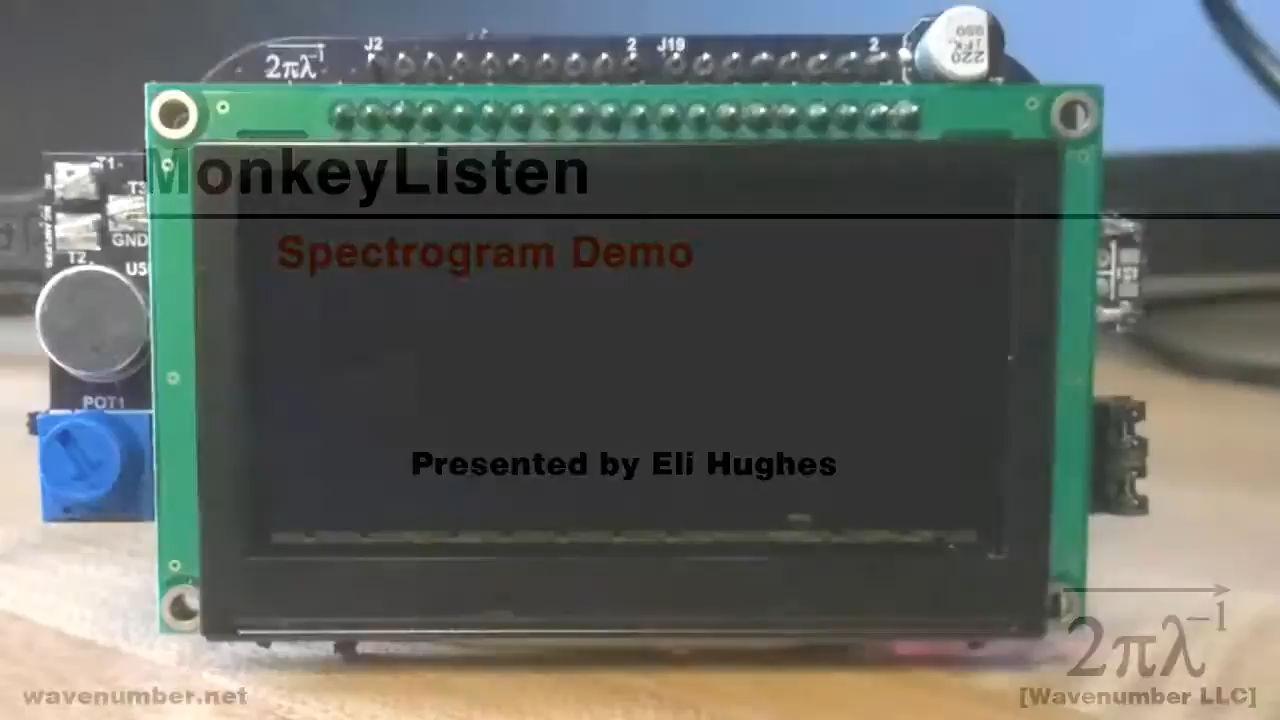 J2
2 J19
2
2πλ⁻¹
220
T1
MonkeyListen
T3
GND
T2
U5
Spectrogram Demo
POT1
Presented by Eli Hughes
2πλ⁻¹
wavenumber.net
[Wavenumber LLC]